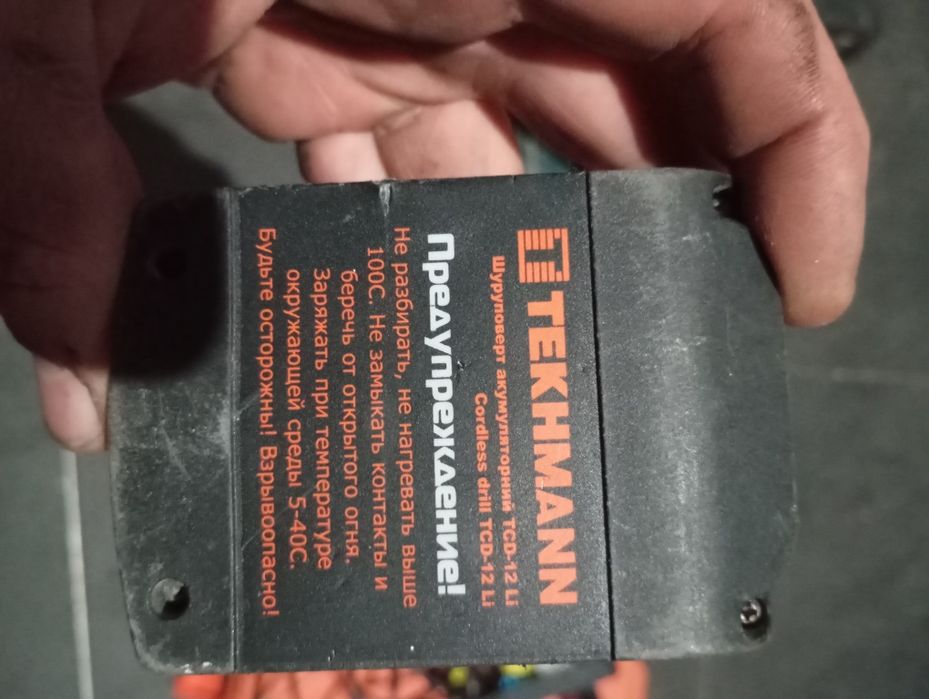 TEKHMANN
Шуруповерт акумуляторний TCD-12 Li
Cordless drill TCD-12 Li
Предупреждение!
Не разбирать, не нагревать выше
100С. Не замыкать контакты и
беречь от открытого огня.
Заряжать при температуре
окружающей среды 5-40С.
Будьте осторожны! Взрывоопасно!